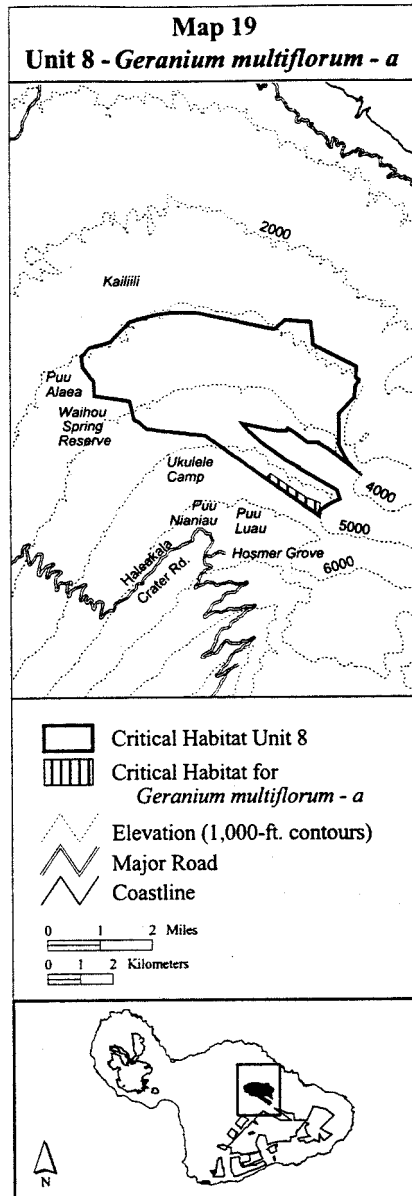 Map 19
Unit 8 - Geranium multiflorum - a
2000
Kailiili
Puu
Alaea
Waihou
Spring
Reserve
Ukulele
Camp
4000
Puu
Nianiau
Puu
Luau
5000
Haleakala
Crater Rd.
Hosmer Grove
6000
Critical Habitat Unit 8
Critical Habitat for
Geranium multiflorum - a
Elevation (1,000-ft. contours)
Major Road
Coastline
0 1 2 Miles
0 1 2 Kilometers
N